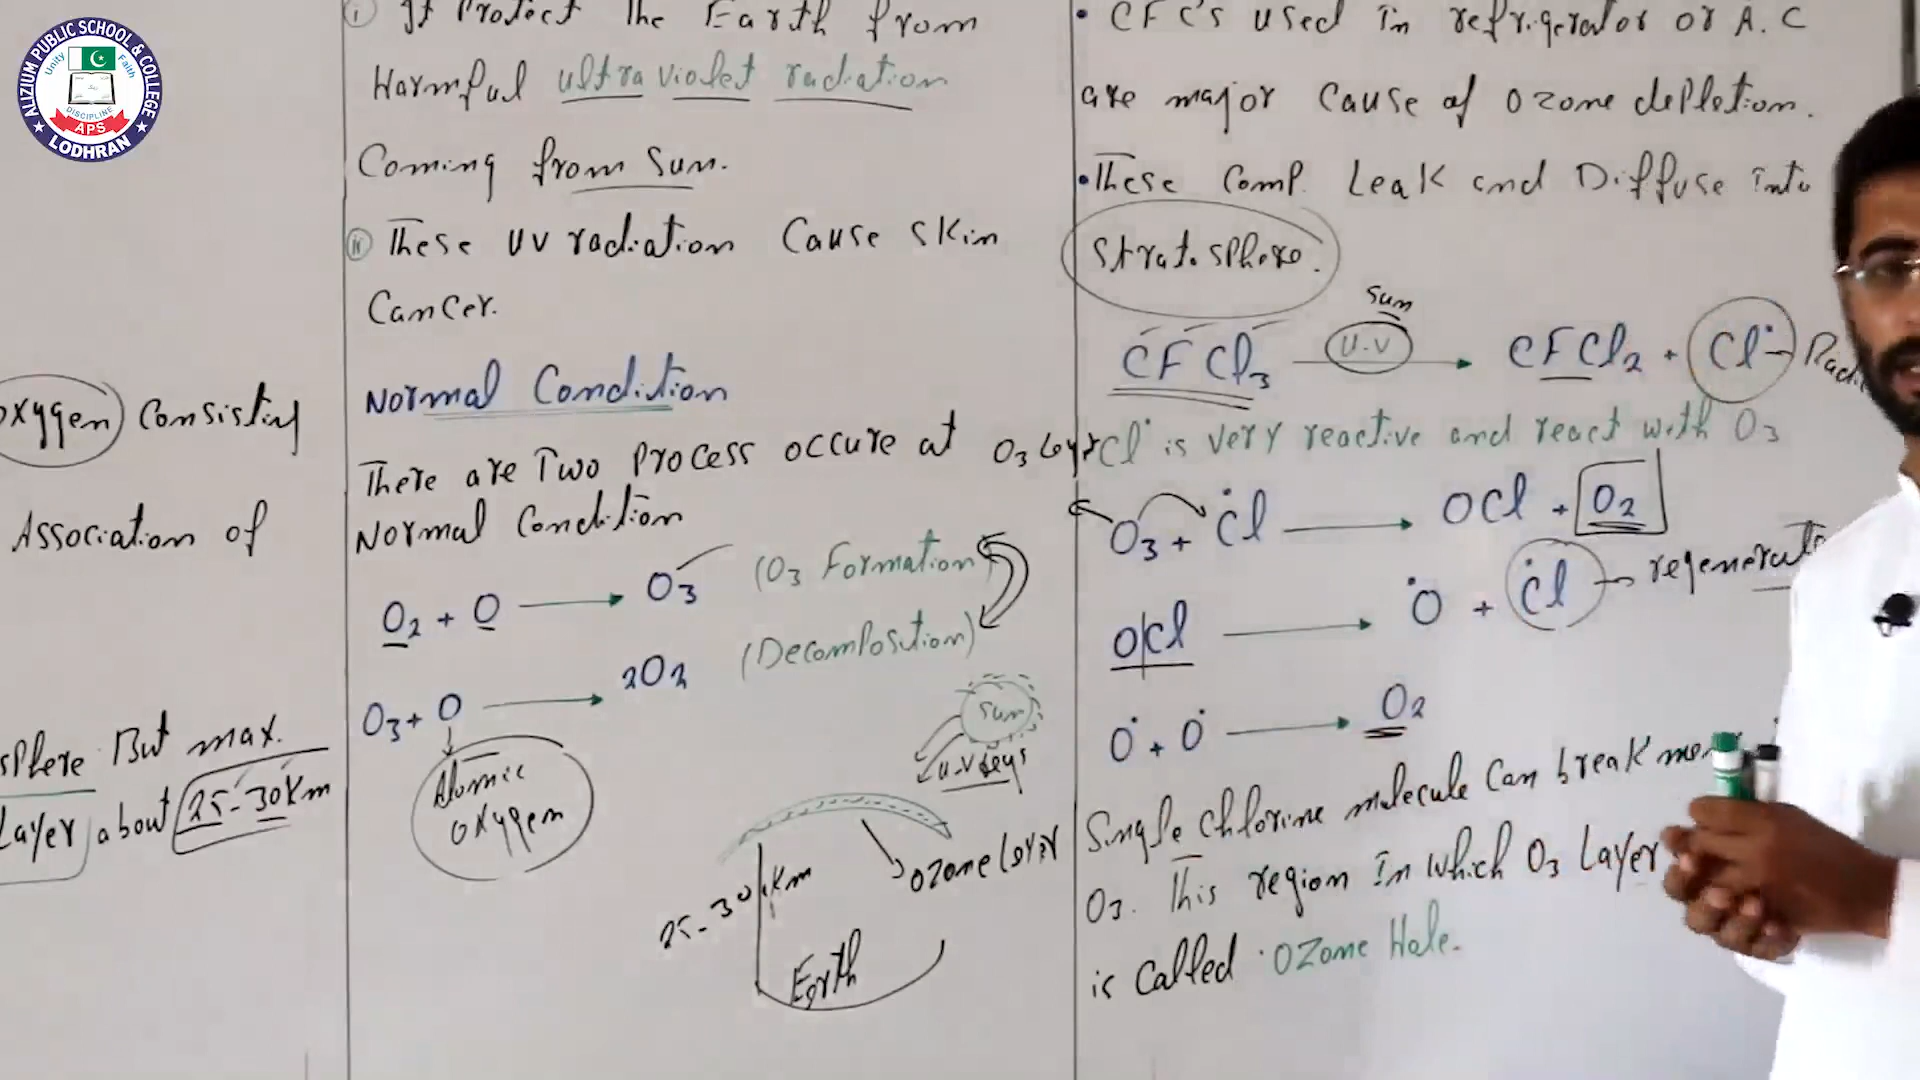 ALIZIUM PUBLIC SCHOOL & COLLEGE
Unity
Faith
DISCIPLINE
APS
LODHRAN
oxygen Consisting
Association of
sphere But max.
Layer about 25-30Km
i It Protect The Earth from
Harmful ultra violet radiation
Coming from Sun.
ii These UV radiation Cause Skin
Cancer.
Normal Condition
There are Two Process occure at O3 Layer
Normal Condition
O2 + O → O3 (O3 Formation)
O3 + O → 2O2 (Decomposition)
Atomic
oxygen
Sun
U.V Reys
Ozone Layer
25-30 Km
Earth
• CFC's used in refrigerator or A.C
are major Cause of Ozone depletion.
• These Comp. Leak and Diffuse into
Stratosphere.
Sun
CFCl3 U.V → CFCl2 + Cl•
Cl• is very reactive and react with O3
O3 + Cl → OCl + O2
OCl → O + Cl → regenerate
O• + O• → O2
Single Chlorine molecule Can break
O3. This region In which O3 Layer
is Called Ozone Hole.